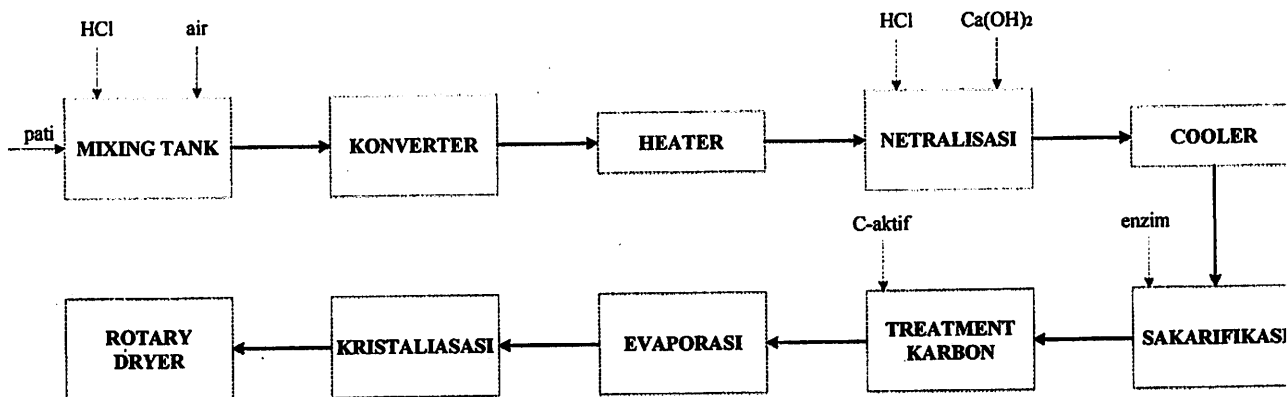 HCl
air
HCl
Ca(OH)2
pati
MIXING TANK
KONVERTER
HEATER
NETRALISASI
COOLER
C-aktif
enzim
ROTARY
DRYER
KRISTALIASASI
EVAPORASI
TREATMENT
KARBON
SAKARIFIKASI